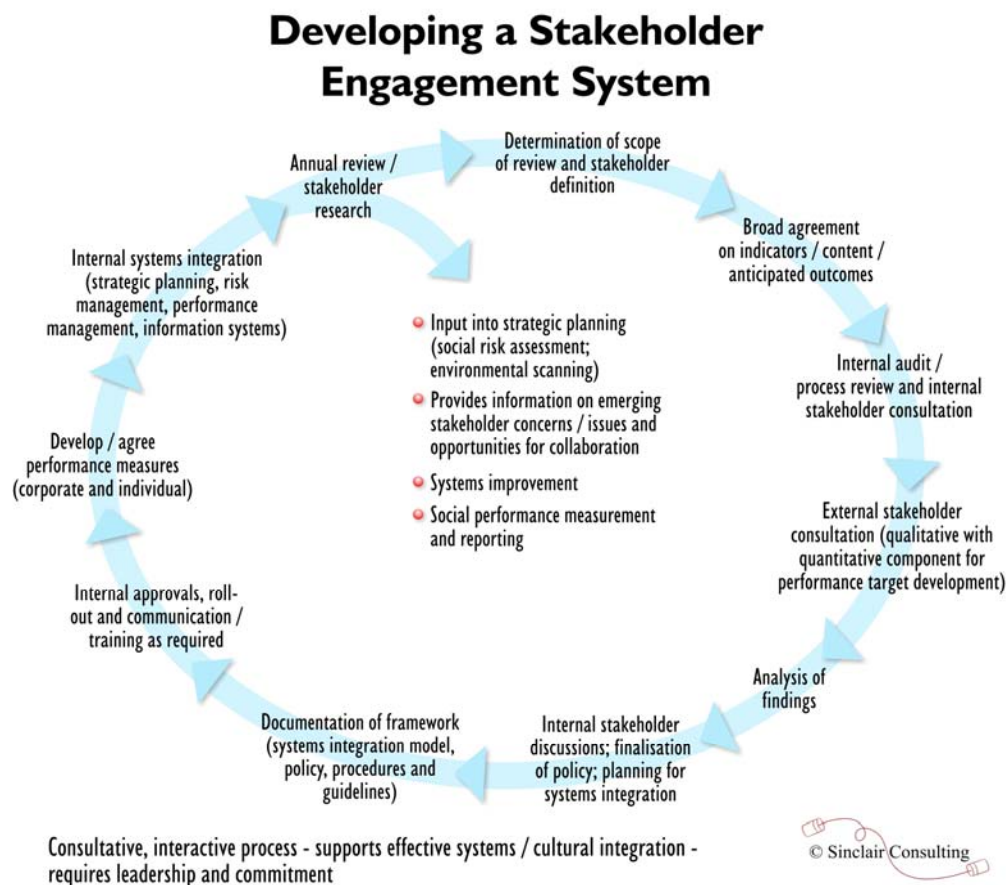 Developing a Stakeholder
Engagement System
Annual review /
stakeholder
research
Determination of scope
of review and stakeholder
definition
Broad agreement
on indicators / content /
anticipated outcomes
Internal audit /
process review and internal
stakeholder consultation
External stakeholder
consultation (qualitative with
quantitative component for
performance target development)
Analysis of
findings
Internal stakeholder
discussions; finalisation
of policy; planning for
systems integration
Documentation of framework
(systems integration model,
policy, procedures and
guidelines)
Internal approvals, roll-
out and communication /
training as required
Develop / agree
performance measures
(corporate and individual)
Internal systems integration
(strategic planning, risk
management, performance
management, information systems)
Input into strategic planning
(social risk assessment;
environmental scanning)
Provides information on emerging
stakeholder concerns / issues and
opportunities for collaboration
Systems improvement
Social performance measurement
and reporting
Consultative, interactive process - supports effective systems / cultural integration -
requires leadership and commitment
© Sinclair Consulting